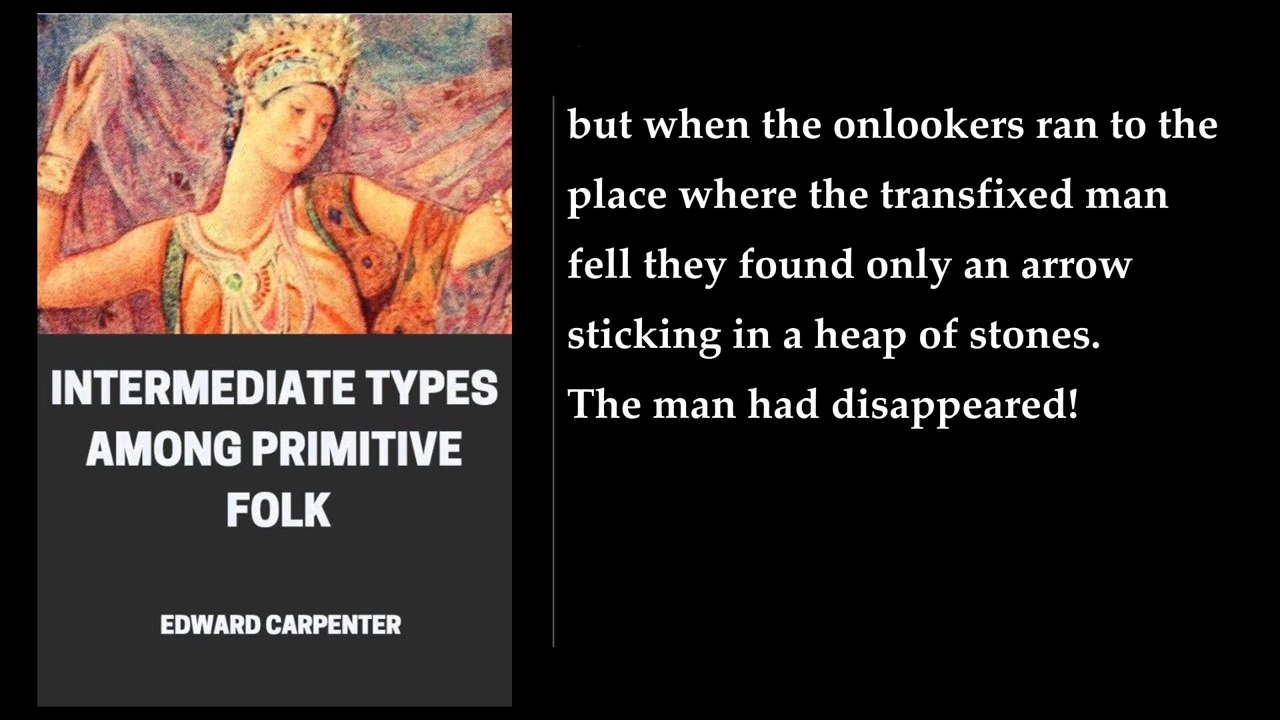 INTERMEDIATE TYPES
AMONG PRIMITIVE
FOLK
EDWARD CARPENTER
but when the onlookers ran to the
place where the transfixed man
fell they found only an arrow
sticking in a heap of stones.
The man had disappeared!